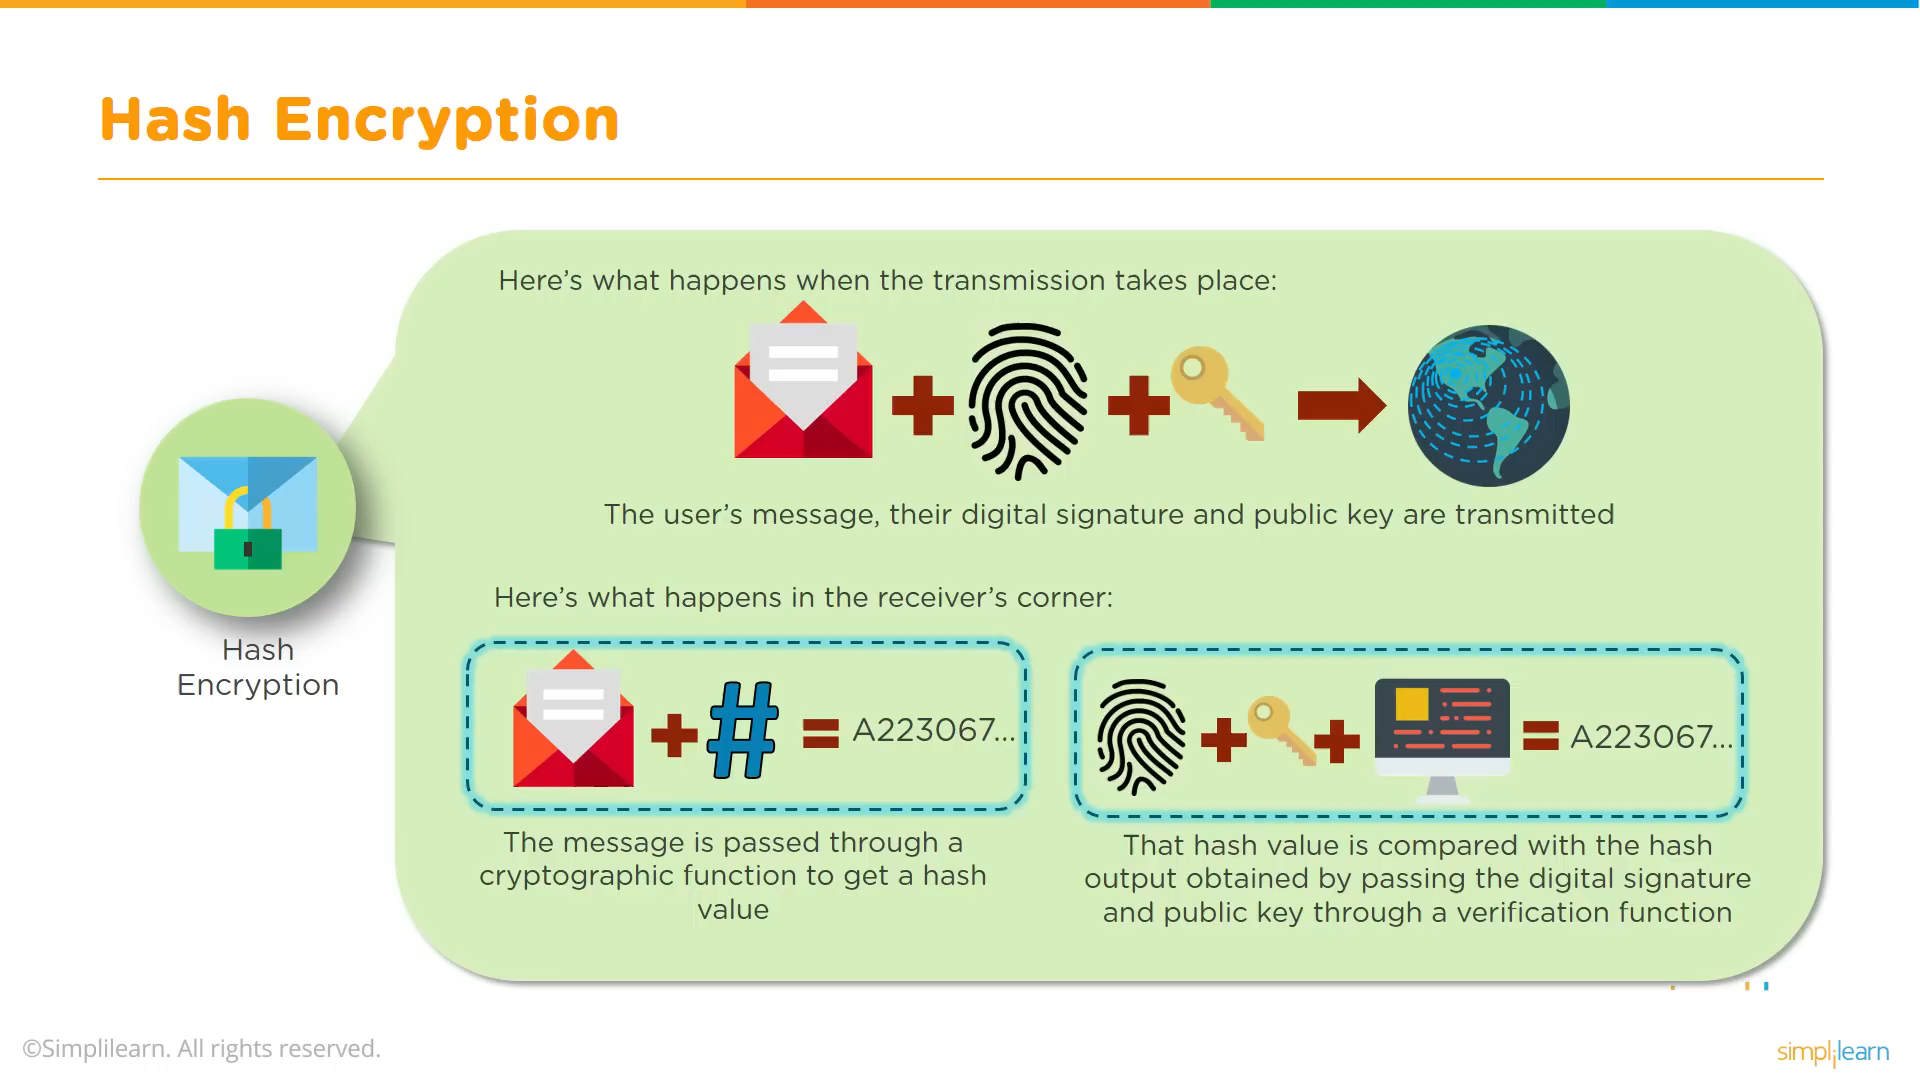 Hash Encryption
Here’s what happens when the transmission takes place:
The user’s message, their digital signature and public key are transmitted
Hash
Encryption
Here’s what happens in the receiver’s corner:
#
A223067...
The message is passed through a
cryptographic function to get a hash
value
A223067...
That hash value is compared with the hash
output obtained by passing the digital signature
and public key through a verification function
©Simplilearn. All rights reserved.
simplilearn